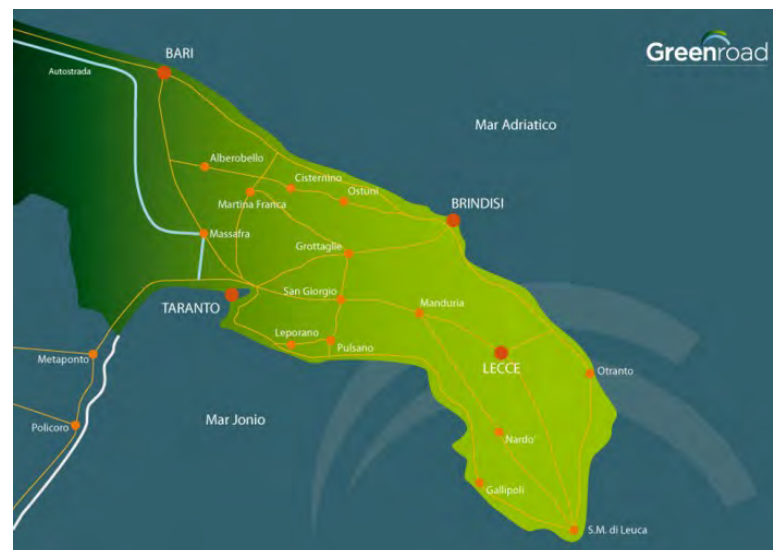 Greenroad
BARI
Autostrada
Mar Adriatico
Alberobello
Cisternino
Ostuni
Martina Franca
BRINDISI
Massafra
Grottaglie
San Giorgio
Manduria
TARANTO
Leporano
Pulsano
Metaponto
LECCE
Otranto
Mar Jonio
Policoro
Nardo'
Gallipoli
S.M. di Leuca